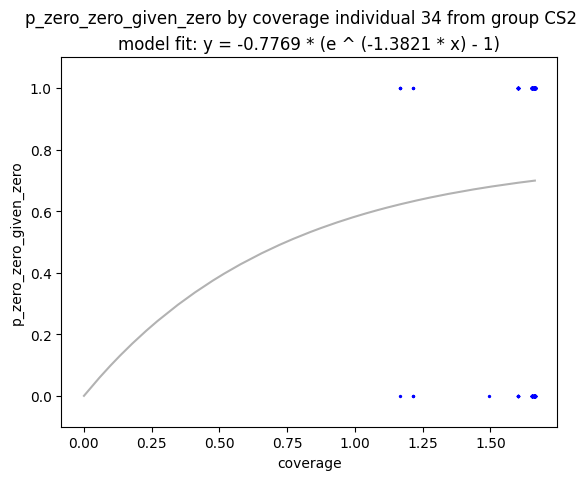 p_zero_zero_given_zero by coverage individual 34 from group CS2
model fit: y = -0.7769 * (e ^ (-1.3821 * x) - 1)
p_zero_zero_given_zero
1.0
0.8
0.6
0.4
0.2
0.0
0.00 0.25 0.50 0.75 1.00 1.25 1.50
coverage